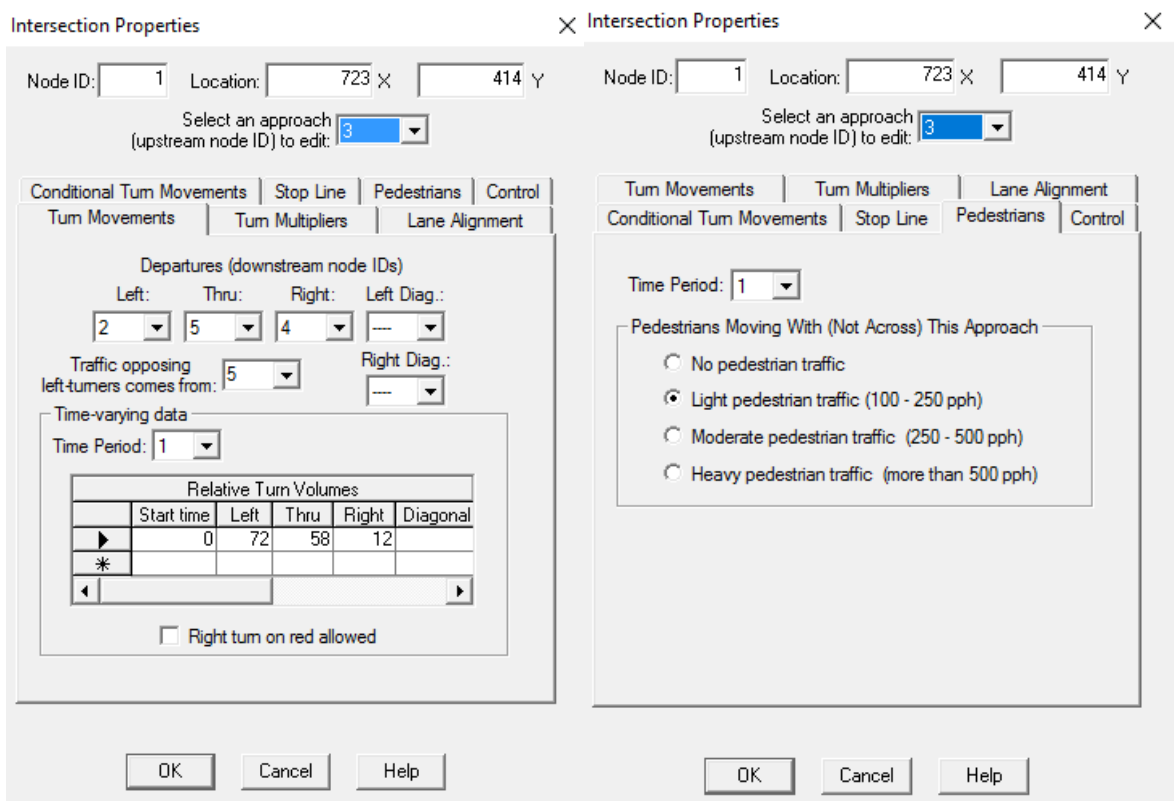 Intersection Properties
Node ID: 1 Location: 723 X 414 Y
Select an approach
(upstream node ID) to edit: 3
Conditional Turn Movements Stop Line Pedestrians Control
Turn Movements Turn Multipliers Lane Alignment
Departures (downstream node IDs)
Left: Thru: Right: Left Diag.:
2 5 4 ----
Traffic opposing
left-turners comes from: 5
Right Diag.:
----
Time-varying data
Time Period: 1
Relative Turn Volumes
Start time Left Thru Right Diagonal
0 72 58 12
Right turn on red allowed
OK Cancel Help
Intersection Properties
Node ID: 1 Location: 723 X 414 Y
Select an approach
(upstream node ID) to edit: 3
Turn Movements Turn Multipliers Lane Alignment
Conditional Turn Movements Stop Line Pedestrians Control
Time Period: 1
Pedestrians Moving With (Not Across) This Approach
No pedestrian traffic
Light pedestrian traffic (100 - 250 pph)
Moderate pedestrian traffic (250 - 500 pph)
Heavy pedestrian traffic (more than 500 pph)
OK Cancel Help